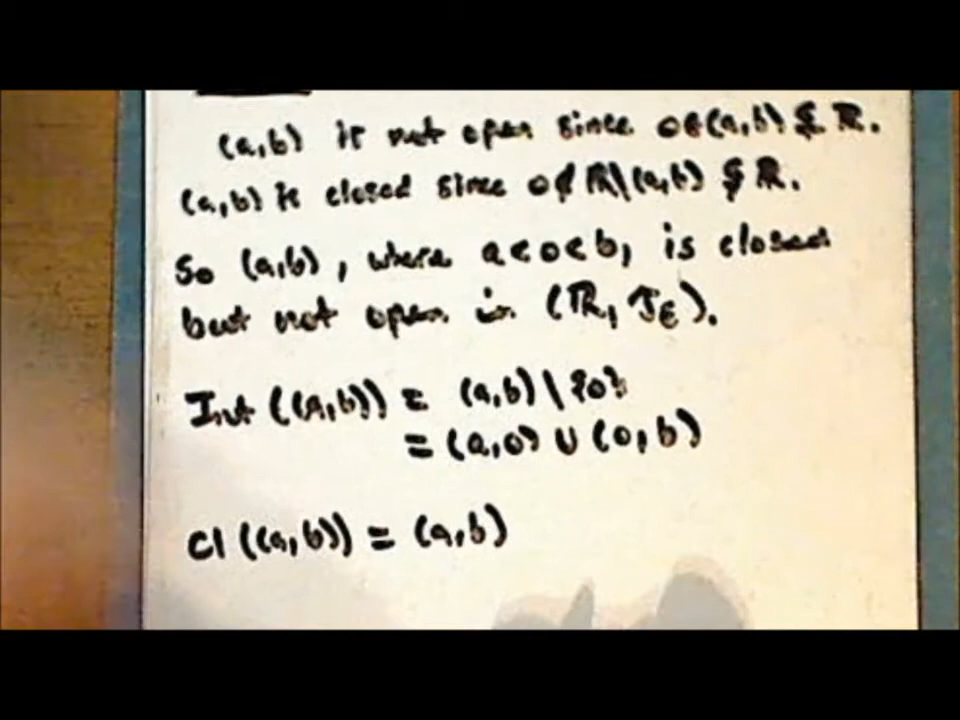 (a,b) is not open since 0∈(a,b) ⊊ ℝ.
(a,b) is closed since 0∉ℝ\(a,b) ⊊ ℝ.
So (a,b), where a<0<b, is closed
but not open in (ℝ, 𝒯_E).
Int ((a,b)) = (a,b) \ {0}
= (a,0) ∪ (0,b)
Cl ((a,b)) = (a,b)